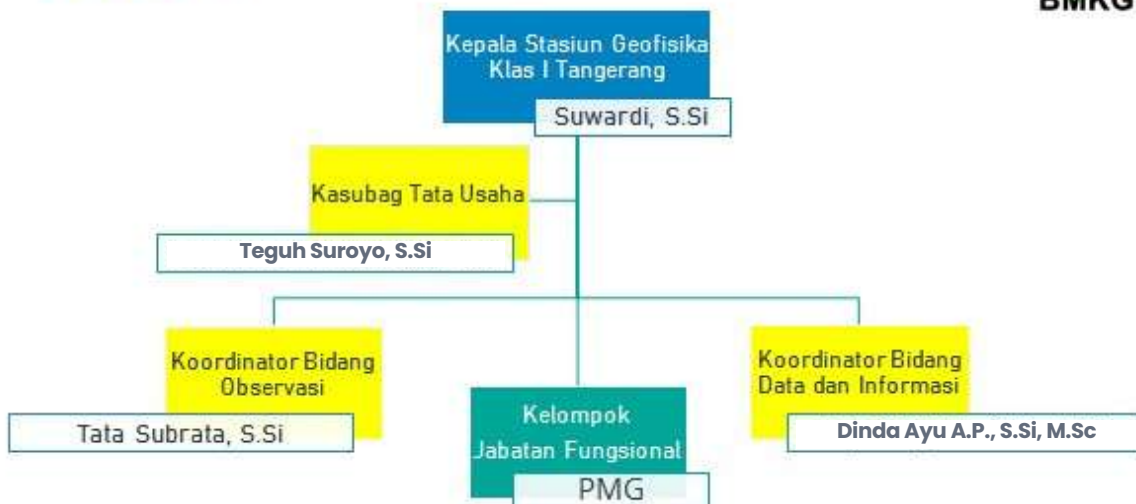 BMKG
Kepala Stasiun Geofisika
Klas I Tangerang
Suwardi, S.Si
Kasubag Tata Usaha
Teguh Suroyo, S.Si
Koordinator Bidang
Observasi
Tata Subrata, S.Si
Kelompok
Jabatan Fungsional
PMG
Koordinator Bidang
Data dan Informasi
Dinda Ayu A.P., S.Si, M.Sc